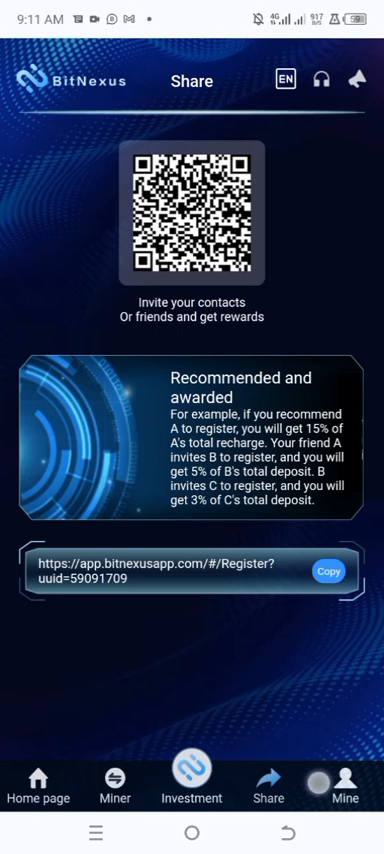 9:11 AM
4G
917
B/S
59
BitNexus
Share
EN
Invite your contacts
Or friends and get rewards
Recommended and
awarded
For example, if you recommend
A to register, you will get 15% of
A's total recharge. Your friend A
invites B to register, and you will
get 5% of B's total deposit. B
invites C to register, and you will
get 3% of C's total deposit.
https://app.bitnexusapp.com/#/Register?
uuid=59091709
Copy
Home page
Miner
Investment
Share
Mine